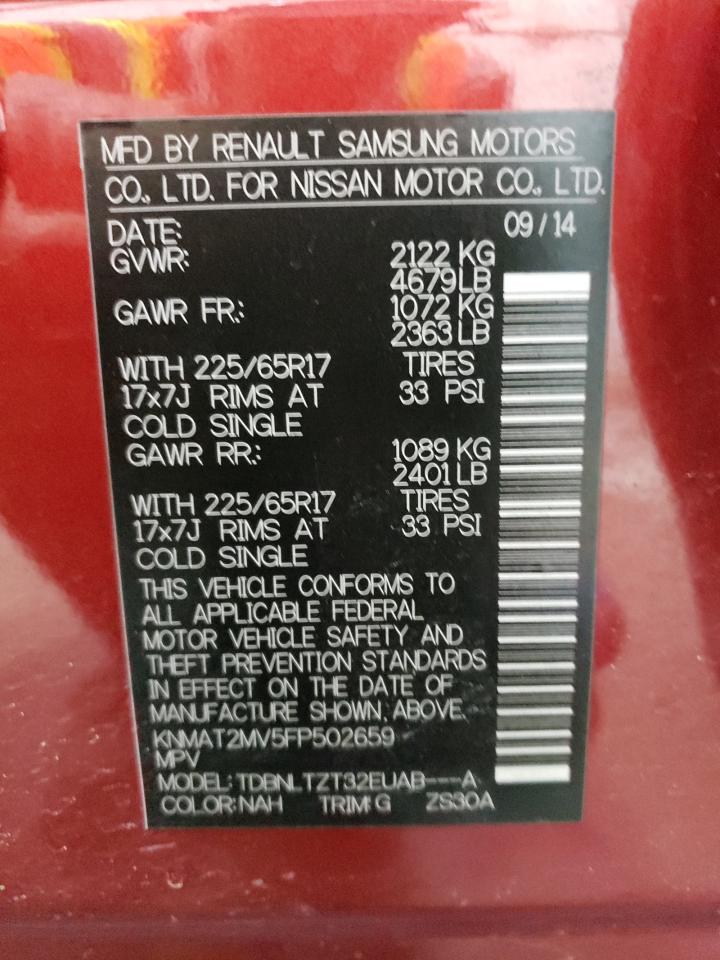 MFD BY RENAULT SAMSUNG MOTORS
CO., LTD. FOR NISSAN MOTOR CO., LTD.
DATE: 09/14
GVWR: 2122 KG
4679 LB
GAWR FR.: 1072 KG
2363 LB
WITH 225/65R17 TIRES
17x7J RIMS AT 33 PSI
COLD SINGLE
GAWR RR.: 1089 KG
2401 LB
WITH 225/65R17 TIRES
17x7J RIMS AT 33 PSI
COLD SINGLE
THIS VEHICLE CONFORMS TO
ALL APPLICABLE FEDERAL
MOTOR VEHICLE SAFETY AND
THEFT PREVENTION STANDARDS
IN EFFECT ON THE DATE OF
MANUFACTURE SHOWN. ABOVE.
KNMAT2MV5FP502659
MPV
MODEL: TDBNLTZT32EUAB---A
COLOR: NAH TRIM: G ZS30A